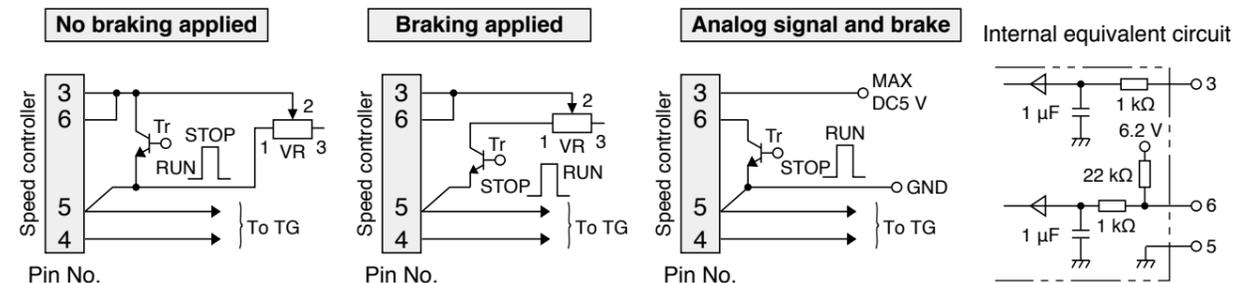 No braking applied
Speed controller
3
6
5
4
Tr
STOP
RUN
2
1 VR 3
To TG
Pin No.
Braking applied
Speed controller
3
6
5
4
Tr
STOP
RUN
2
1 VR 3
To TG
Pin No.
Analog signal and brake
Speed controller
3
6
5
4
MAX
DC5 V
Tr
RUN
STOP
GND
To TG
Pin No.
Internal equivalent circuit
3
1 µF
1 kΩ
6.2 V
22 kΩ
6
1 µF
1 kΩ
5